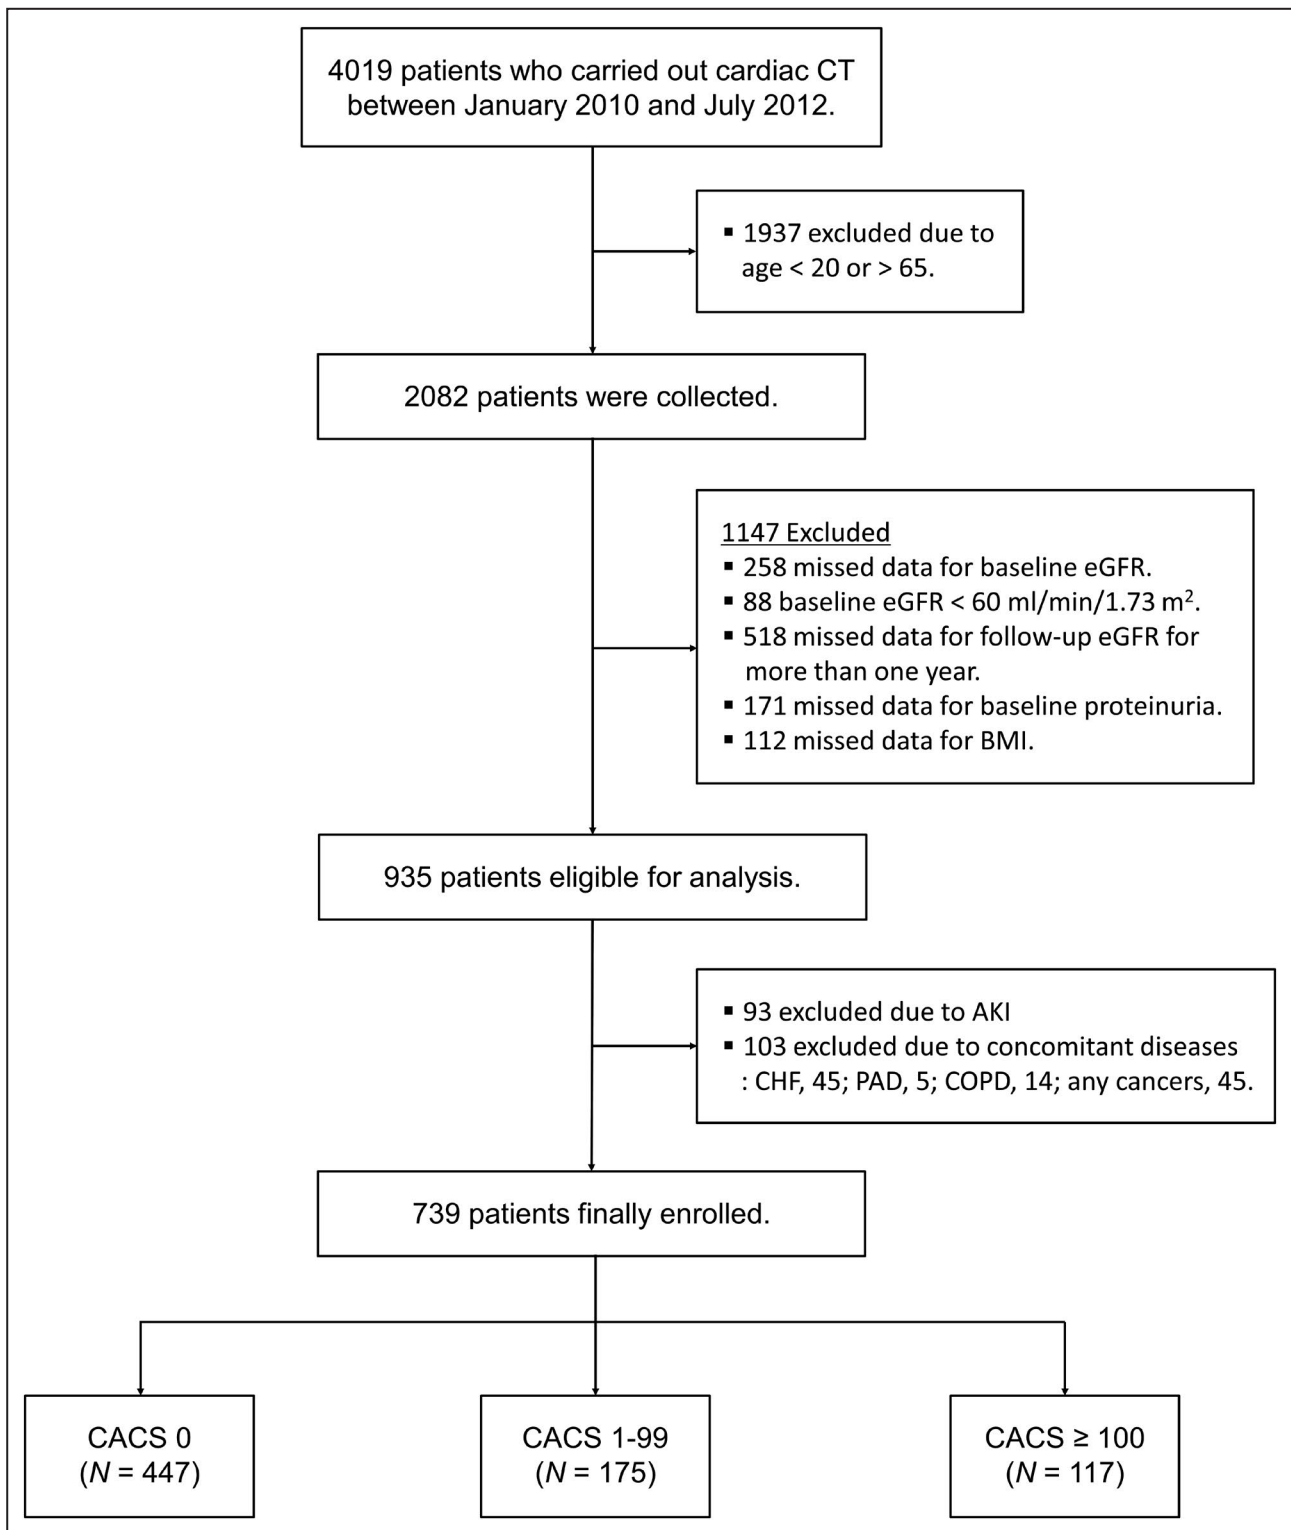 4019 patients who carried out cardiac CT
between January 2010 and July 2012.
▪ 1937 excluded due to
age < 20 or > 65.
2082 patients were collected.
1147 Excluded
▪ 258 missed data for baseline eGFR.
▪ 88 baseline eGFR < 60 ml/min/1.73 m².
▪ 518 missed data for follow-up eGFR for
more than one year.
▪ 171 missed data for baseline proteinuria.
▪ 112 missed data for BMI.
935 patients eligible for analysis.
▪ 93 excluded due to AKI
▪ 103 excluded due to concomitant diseases
: CHF, 45; PAD, 5; COPD, 14; any cancers, 45.
739 patients finally enrolled.
CACS 0
(N = 447)
CACS 1-99
(N = 175)
CACS ≥ 100
(N = 117)